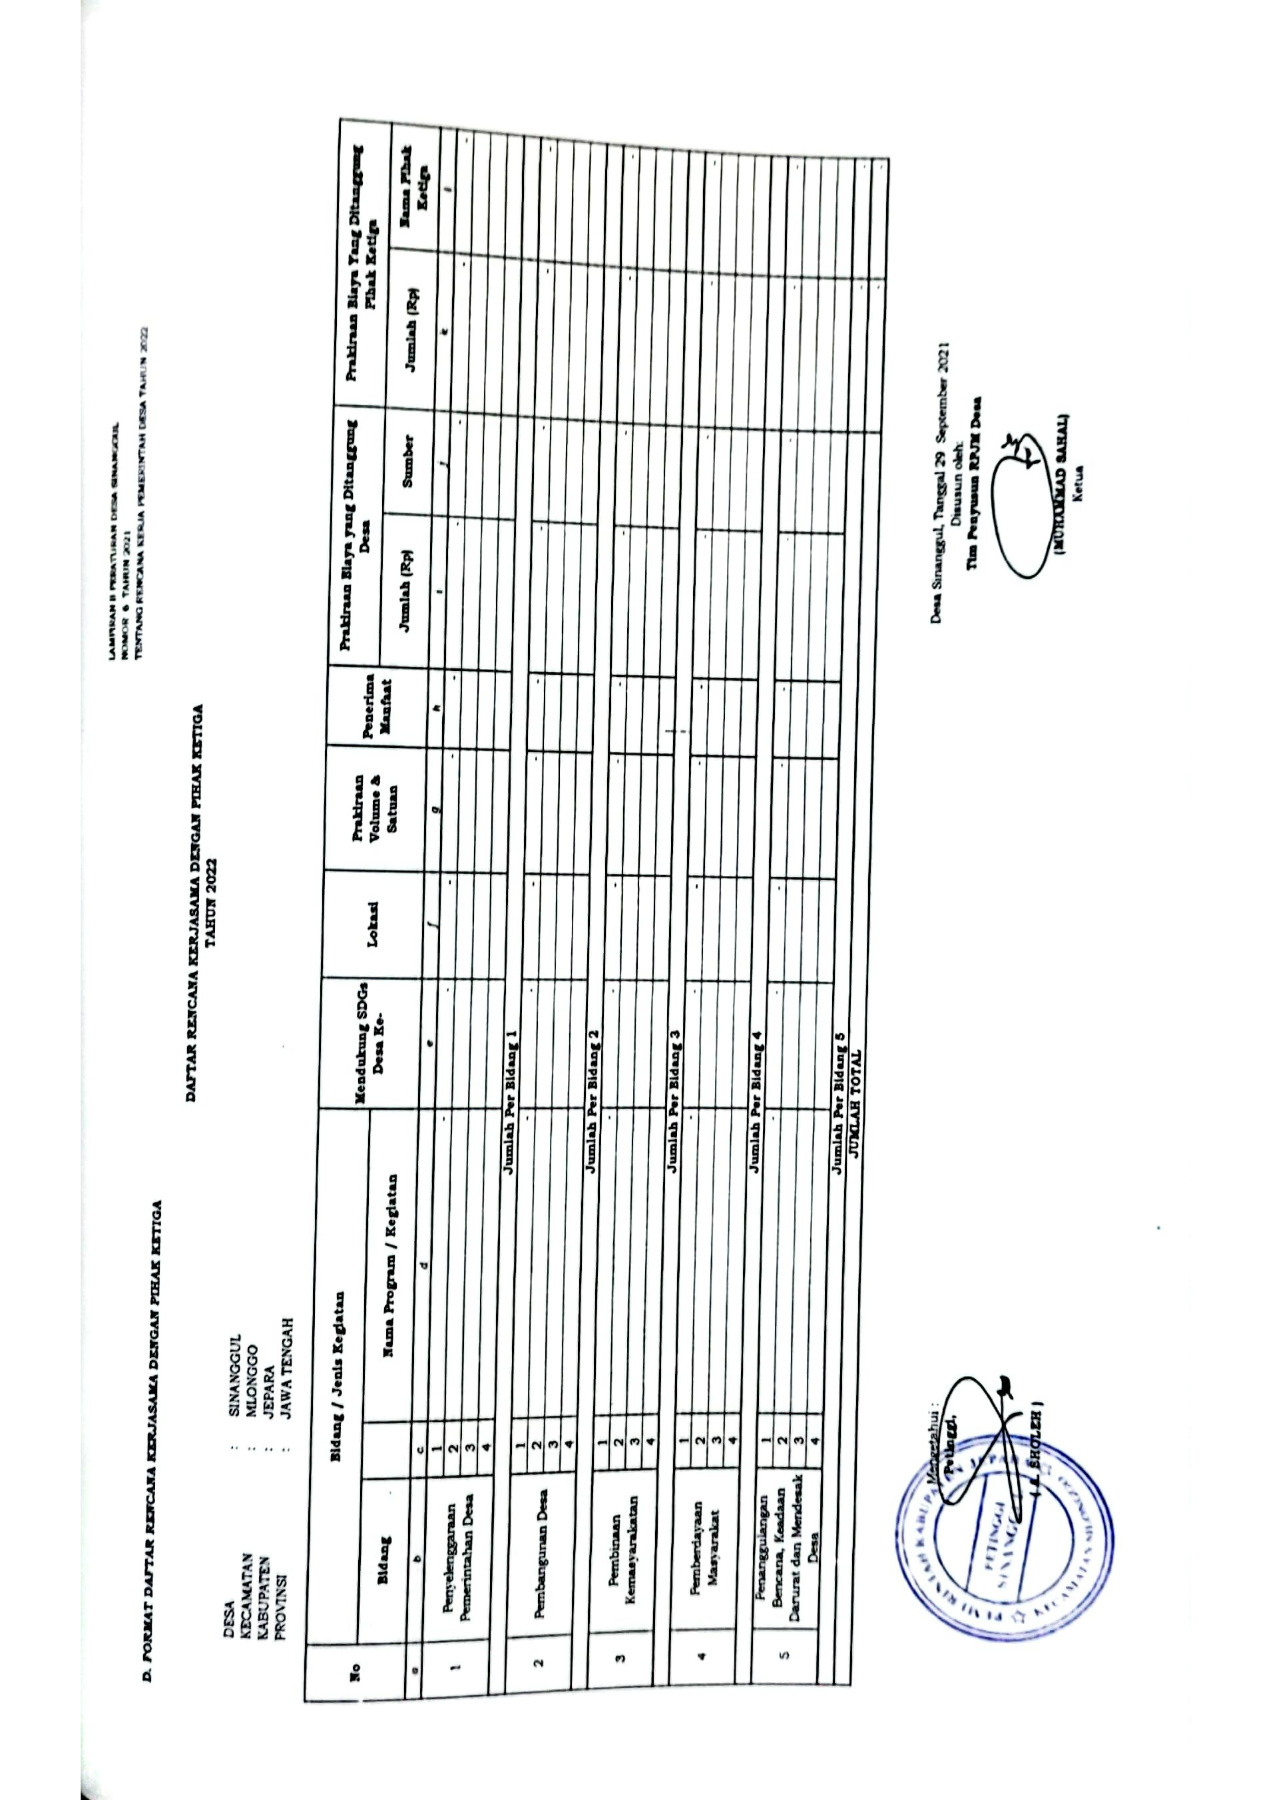 LAMPIRAN II PERATURAN DESA SINANGGUL
NOMOR 6 TAHUN 2021
TENTANG RENCANA KERJA PEMERINTAH DESA TAHUN 2022
D. FORMAT DAFTAR RENCANA KERJASAMA DENGAN PIHAK KETIGA
DAFTAR RENCANA KERJASAMA DENGAN PIHAK KETIGA
TAHUN 2022
DESA : SINANGGUL
KECAMATAN : MLONGGO
KABUPATEN : JEPARA
PROVINSI : JAWA TENGAH
No
Bidang / Jenis Kegiatan
Bidang
Nama Program / Kegiatan
Mendukung SDGs
Desa Ke-
Lokasi
Prakiraan
Volume &
Satuan
Penerima
Manfaat
Prakiraan Biaya yang Ditanggung
Desa
Jumlah (Rp)
Sumber
Prakiraan Biaya Yang Ditanggung
Pihak Ketiga
Jumlah (Rp)
Nama Pihak
Ketiga
a b c d e f g h i j k l
1
Penyelenggaraan
Pemerintahan Desa
1 -
2 - - - - - - - -
3
4
Jumlah Per Bidang 1
2
Pembangunan Desa
1 -
2 - - - - - - - -
3
4
Jumlah Per Bidang 2
3
Pembinaan
Kemasyarakatan
1 -
2 - - - - - - - -
3
4
Jumlah Per Bidang 3
4
Pemberdayaan
Masyarakat
1 -
2 - - - - - - - -
3
4
Jumlah Per Bidang 4
5
Penanggulangan
Bencana, Keadaan
Darurat dan Mendesak
Desa
1 -
2 - - - - - - - -
3
4
Jumlah Per Bidang 5 - -
JUMLAH TOTAL - -
Mengetahui :
Petinggi,
PEMERINTAH KABUPATEN JEPARA
PETINGGI
SINANGGUL
KECAMATAN MLONGGO
( A. SHOLEH )
Desa Sinanggul, Tanggal 29 September 2021
Disusun oleh:
Tim Penyusun RPJM Desa
(MUHAMMAD SAHAL)
Ketua